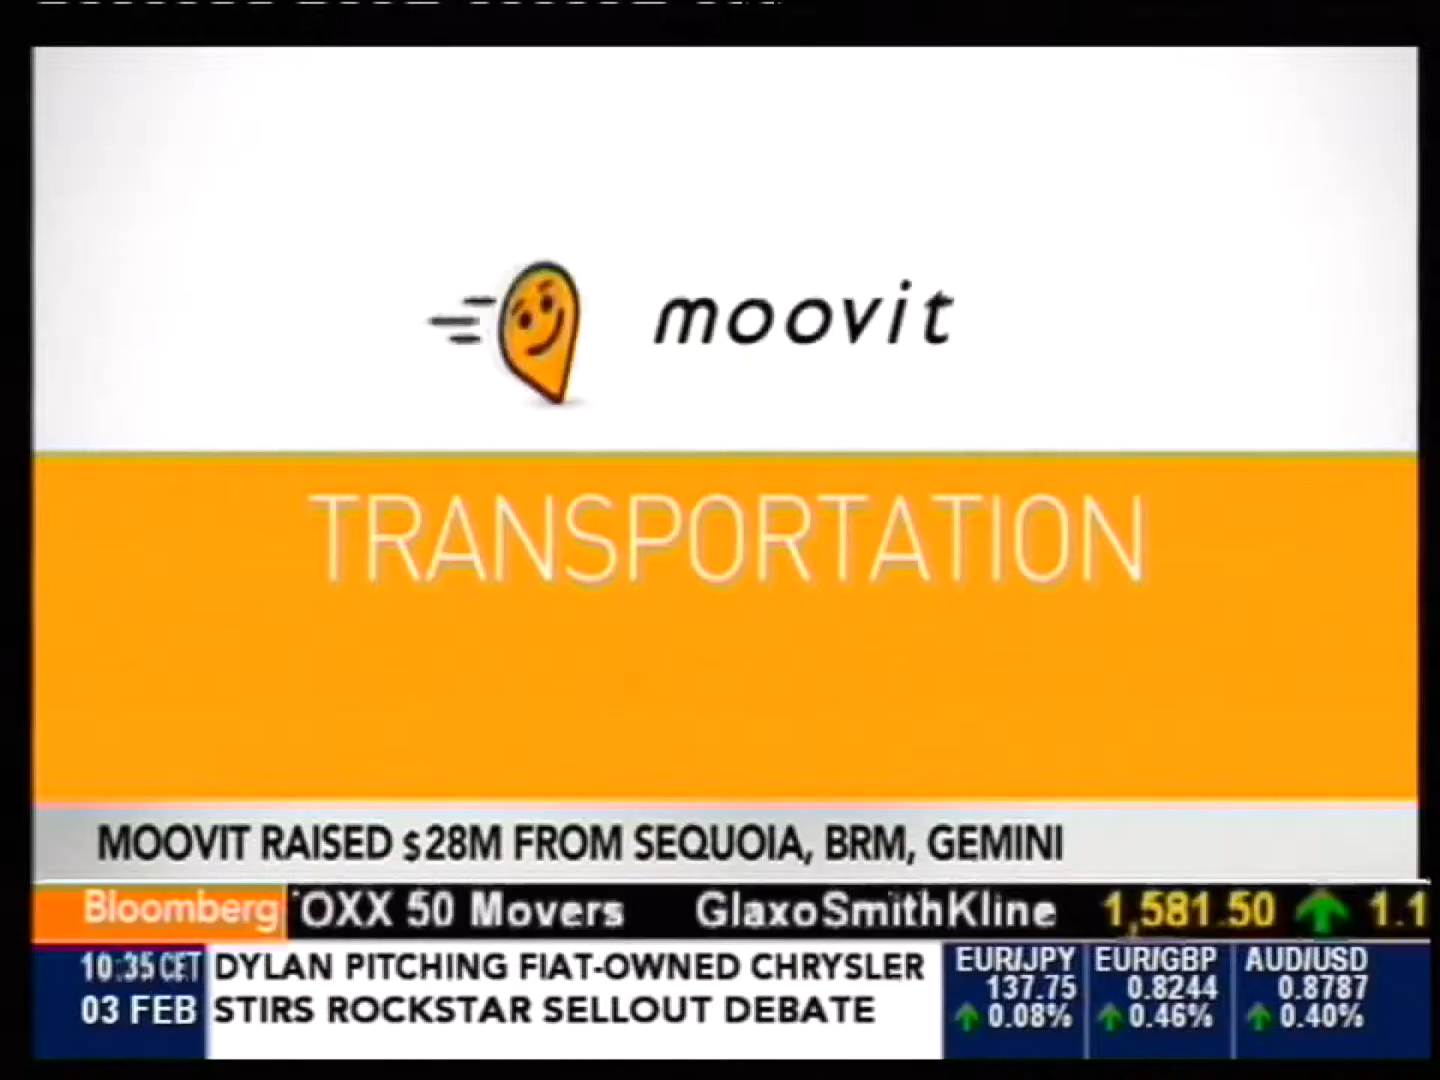 moovit
TRANSPORTATION
MOOVIT RAISED $28M FROM SEQUOIA, BRM, GEMINI
Bloomberg OXX 50 Movers GlaxoSmithKline 1,581.50 1.1
10:35 CET
03 FEB
DYLAN PITCHING FIAT-OWNED CHRYSLER
STIRS ROCKSTAR SELLOUT DEBATE
EUR/JPY
137.75
0.08%
EUR/GBP
0.8244
0.46%
AUD/USD
0.8787
0.40%